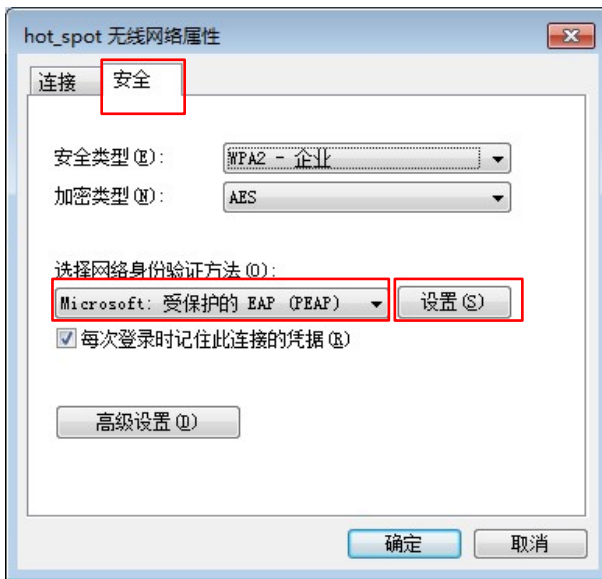 hot_spot 无线网络属性
连接 安全
安全类型(E): WPA2 - 企业
加密类型(N): AES
选择网络身份验证方法(O):
Microsoft: 受保护的 EAP (PEAP) 设置(S)
每次登录时记住此连接的凭据(R)
高级设置(D)
确定 取消